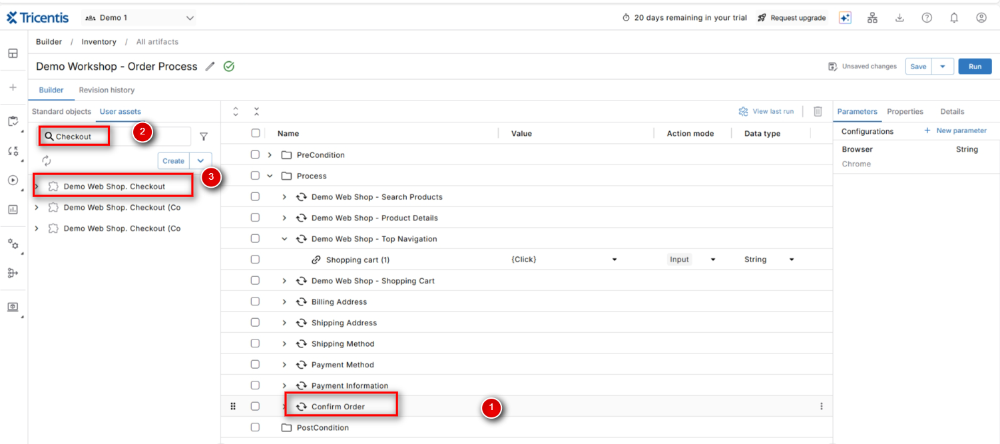 Tricentis Demo 1 20 days remaining in your trial Request upgrade
Builder / Inventory / All artifacts
Demo Workshop - Order Process Unsaved changes Save Run
Builder Revision history
Standard objects User assets View last run Parameters Properties Details
Checkout 2 Name Value Action mode Data type Configurations + New parameter
PreCondition Browser String
Create Chrome
3 Process
Demo Web Shop. Checkout Demo Web Shop - Search Products
Demo Web Shop. Checkout (Co Demo Web Shop - Product Details
Demo Web Shop. Checkout (Co Demo Web Shop - Top Navigation
Shopping cart (1) {Click} Input String
Demo Web Shop - Shopping Cart
Billing Address
Shipping Address
Shipping Method
Payment Method
Payment Information
Confirm Order 1
PostCondition